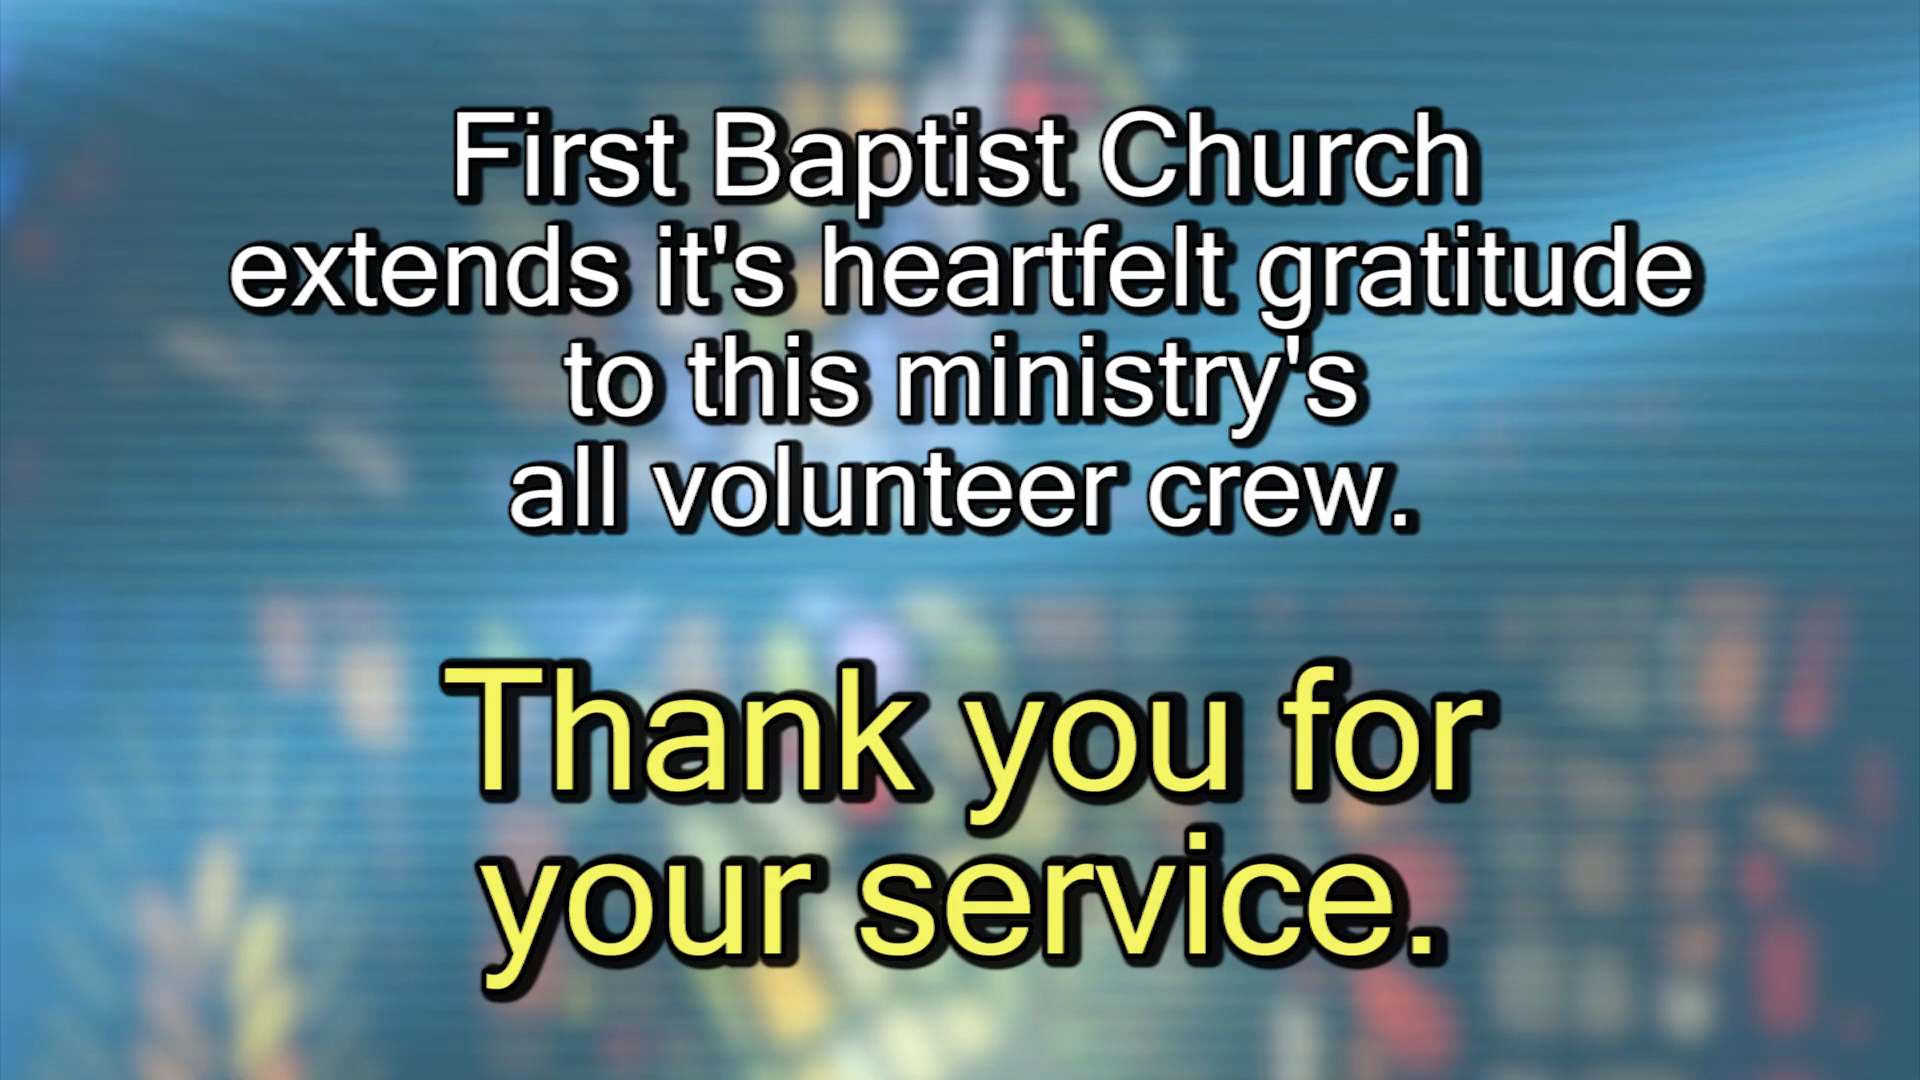 First Baptist Church
extends it's heartfelt gratitude
to this ministry's
all volunteer crew.
Thank you for
your service.